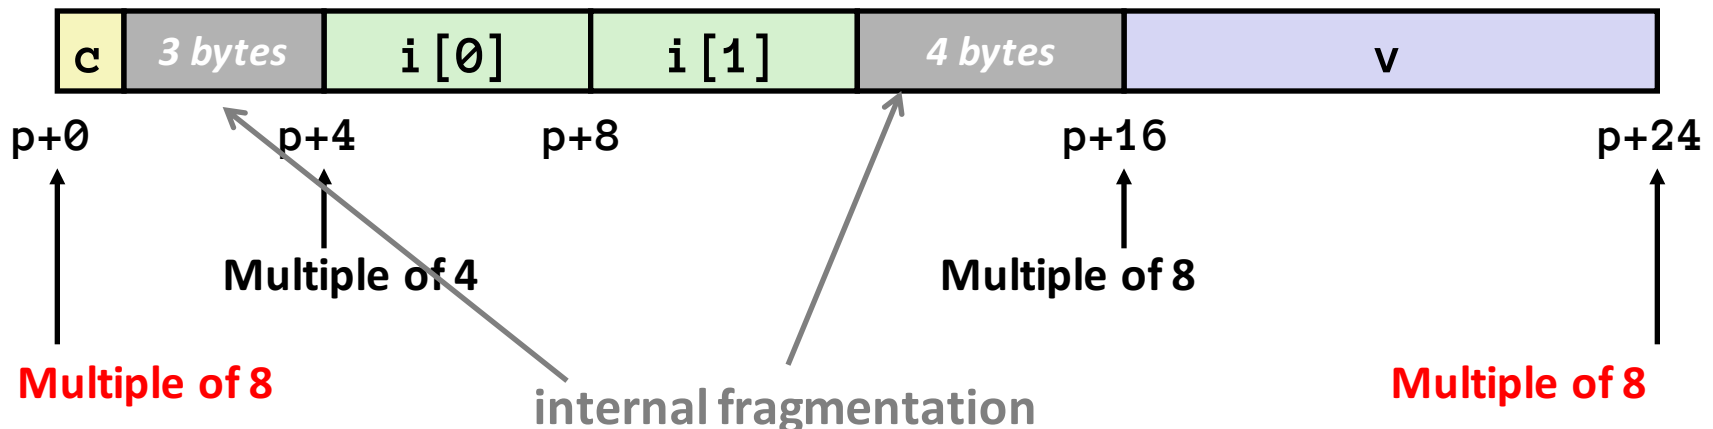 c 3 bytes i[0] i[1] 4 bytes v
p+0 p+4 p+8 p+16 p+24
Multiple of 4 Multiple of 8
Multiple of 8 internal fragmentation Multiple of 8